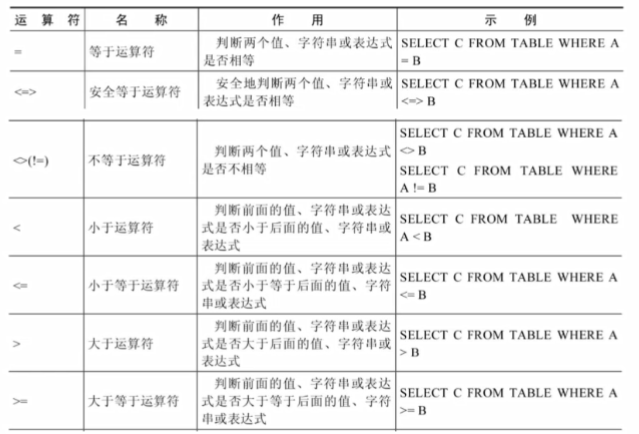 运 算 符 名 称 作 用 示 例
= 等于运算符 判断两个值、字符串或表达式 SELECT C FROM TABLE WHERE A
是否相等 = B
<=> 安全等于运算符 安全地判断两个值、字符串或 SELECT C FROM TABLE WHERE A
表达式是否相等 <=> B
<>(!=) 不等于运算符 判断两个值、字符串或表达式 SELECT C FROM TABLE WHERE A
是否不相等 <> B
SELECT C FROM TABLE WHERE
A != B
< 小于运算符 判断前面的值、字符串或表达 SELECT C FROM TABLE WHERE
式是否小于后面的值、字符串或 A < B
表达式
<= 小于等于运算符 判断前面的值、字符串或表达 SELECT C FROM TABLE WHERE A
式是否小于等于后面的值、字符 <= B
串或表达式
> 大于运算符 判断前面的值、字符串或表达 SELECT C FROM TABLE WHERE A
式是否大于后面的值、字符串或 > B
表达式
>= 大于等于运算符 判断前面的值、字符串或表达 SELECT C FROM TABLE WHERE A
式是否大于等于后面的值、字符 >= B
串或表达式